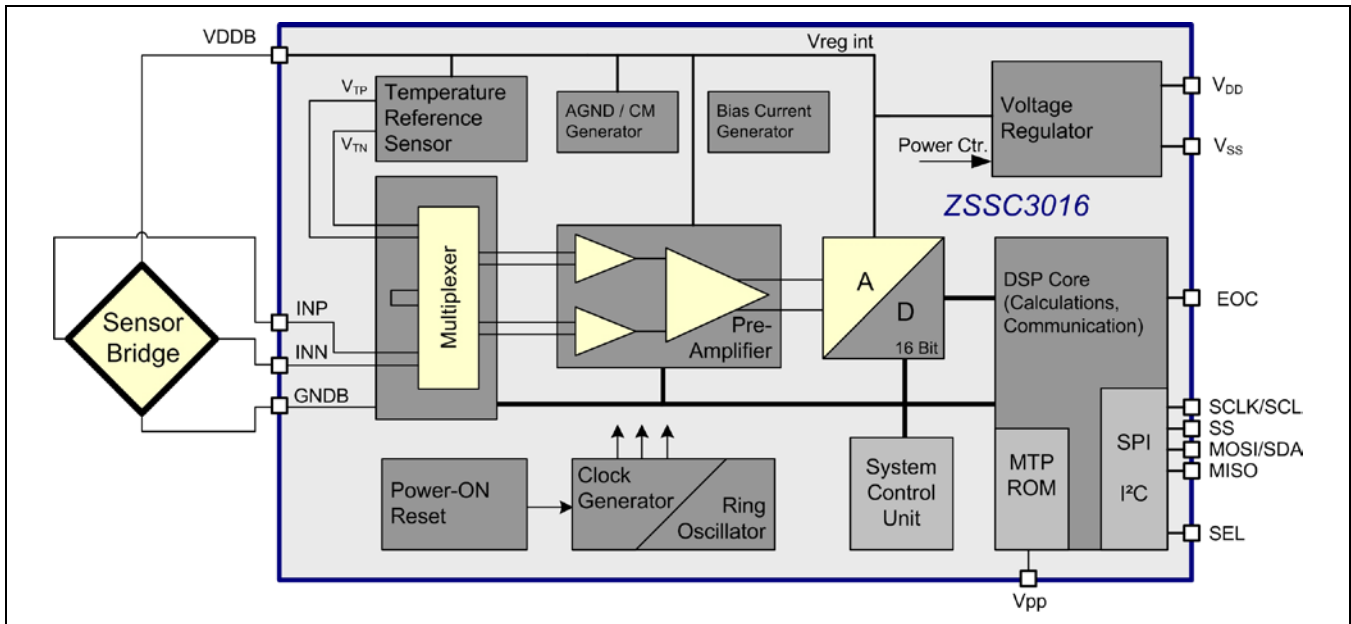 VDDB
Vreg int
VTP
Temperature
Reference
Sensor
VTN
AGND / CM
Generator
Bias Current
Generator
Voltage
Regulator
VDD
VSS
Power Ctr.
ZSSC3016
Multiplexer
Pre-
Amplifier
A
D
16 Bit
DSP Core
(Calculations,
Communication)
EOC
Sensor
Bridge
INP
INN
GNDB
SCLK/SCL
SS
MOSI/SDA
MISO
SEL
SPI
I²C
MTP
ROM
System
Control
Unit
Power-ON
Reset
Clock
Generator
Ring
Oscillator
Vpp